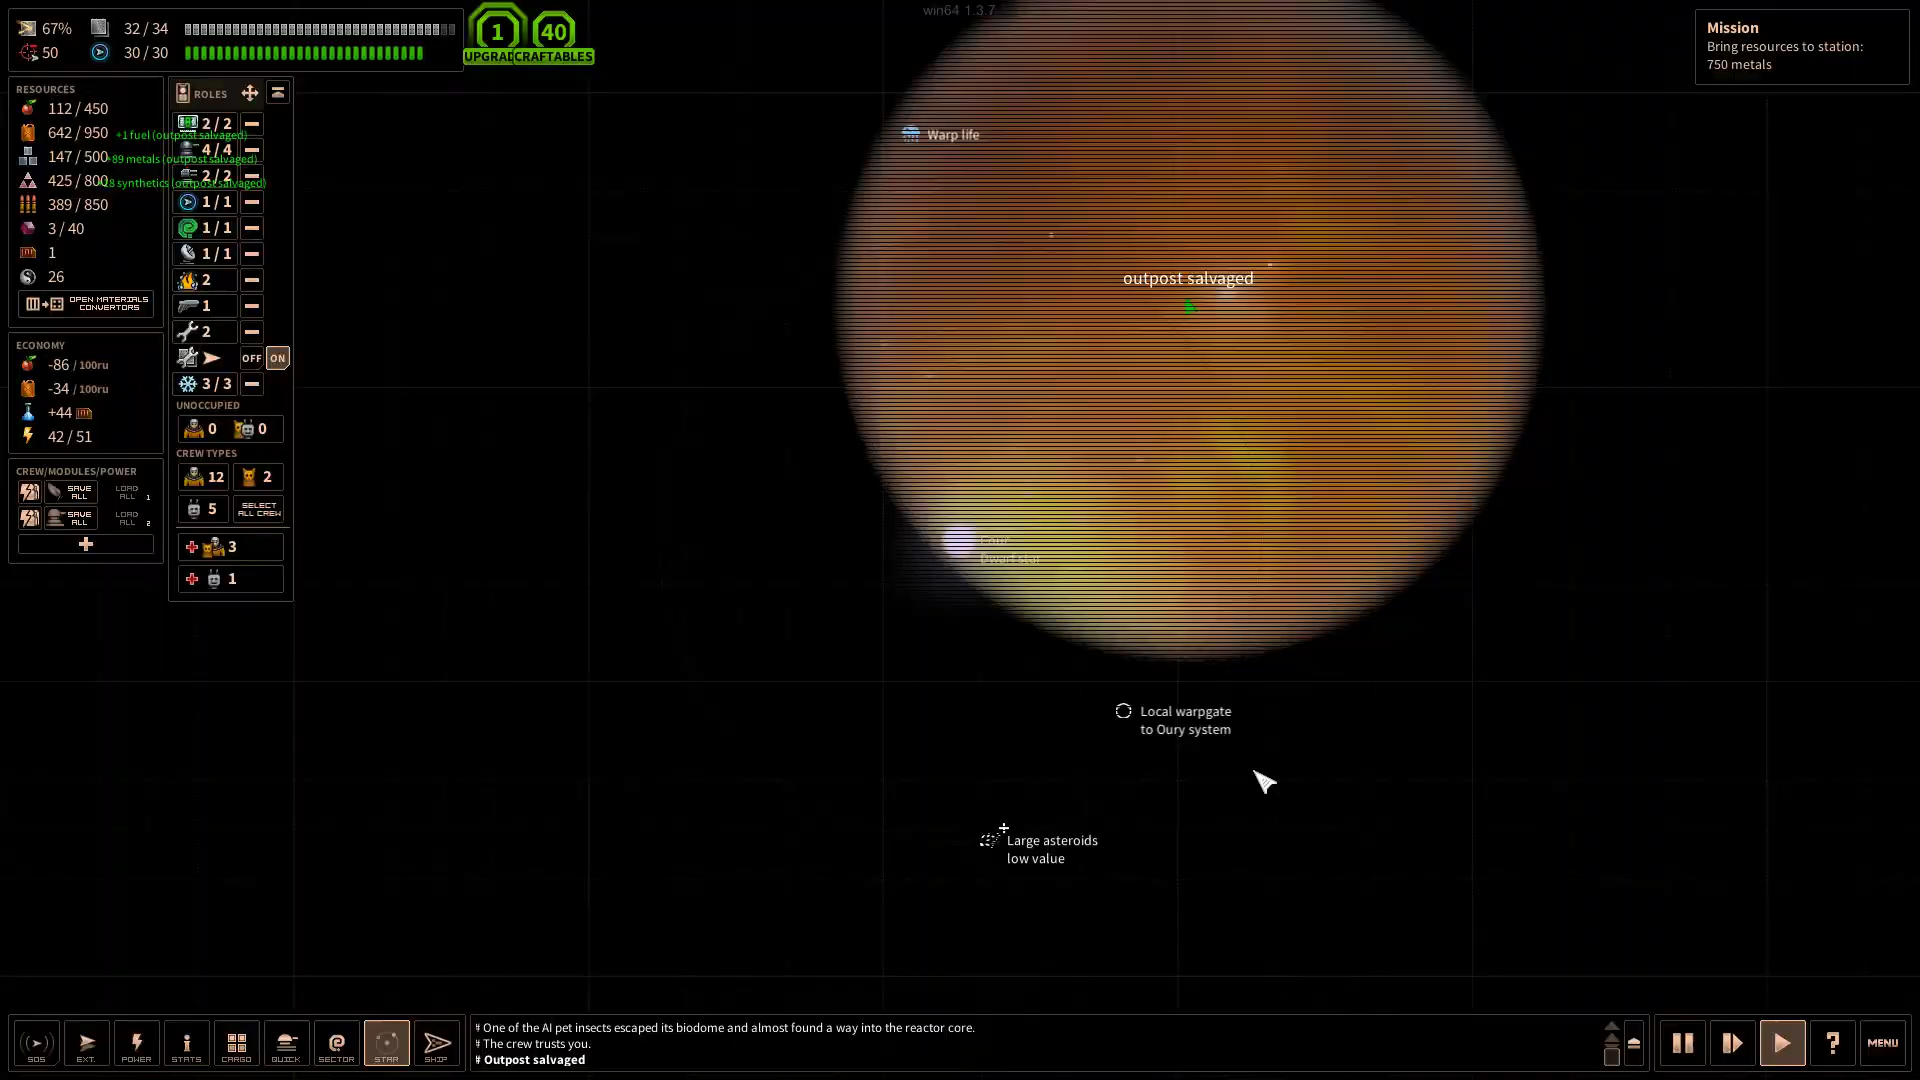 win64 1.3.7
67%
32 / 34
50
30 / 30
1
UPGRAD
40
CRAFTABLES
Mission
Bring resources to station:
750 metals
RESOURCES
112 / 450
642 / 950
+1 fuel (outpost salvaged)
147 / 500
+89 metals (outpost salvaged)
425 / 800
synthetics (outpost salvaged)
389 / 850
3 / 40
1
26
OPEN MATERIALS
CONVERTORS
ECONOMY
-86 / 100ru
-34 / 100ru
+44
42 / 51
CREW/MODULES/POWER
SAVE ALL
LOAD ALL 1
SAVE ALL
LOAD ALL 2
ROLES
2 / 2
4 / 4
2 / 2
1 / 1
1 / 1
1 / 1
2
1
2
OFF
ON
3 / 3
UNOCCUPIED
0
0
CREW TYPES
12
2
5
SELECT
ALL CREW
3
1
Warp life
outpost salvaged
Dwarf star
Local warpgate
to Oury system
Large asteroids
low value
SOS
EXT.
POWER
STATS
CARGO
QUICK
SECTOR
STAR
SHIP
One of the AI pet insects escaped its biodome and almost found a way into the reactor core.
The crew trusts you.
Outpost salvaged
?
MENU